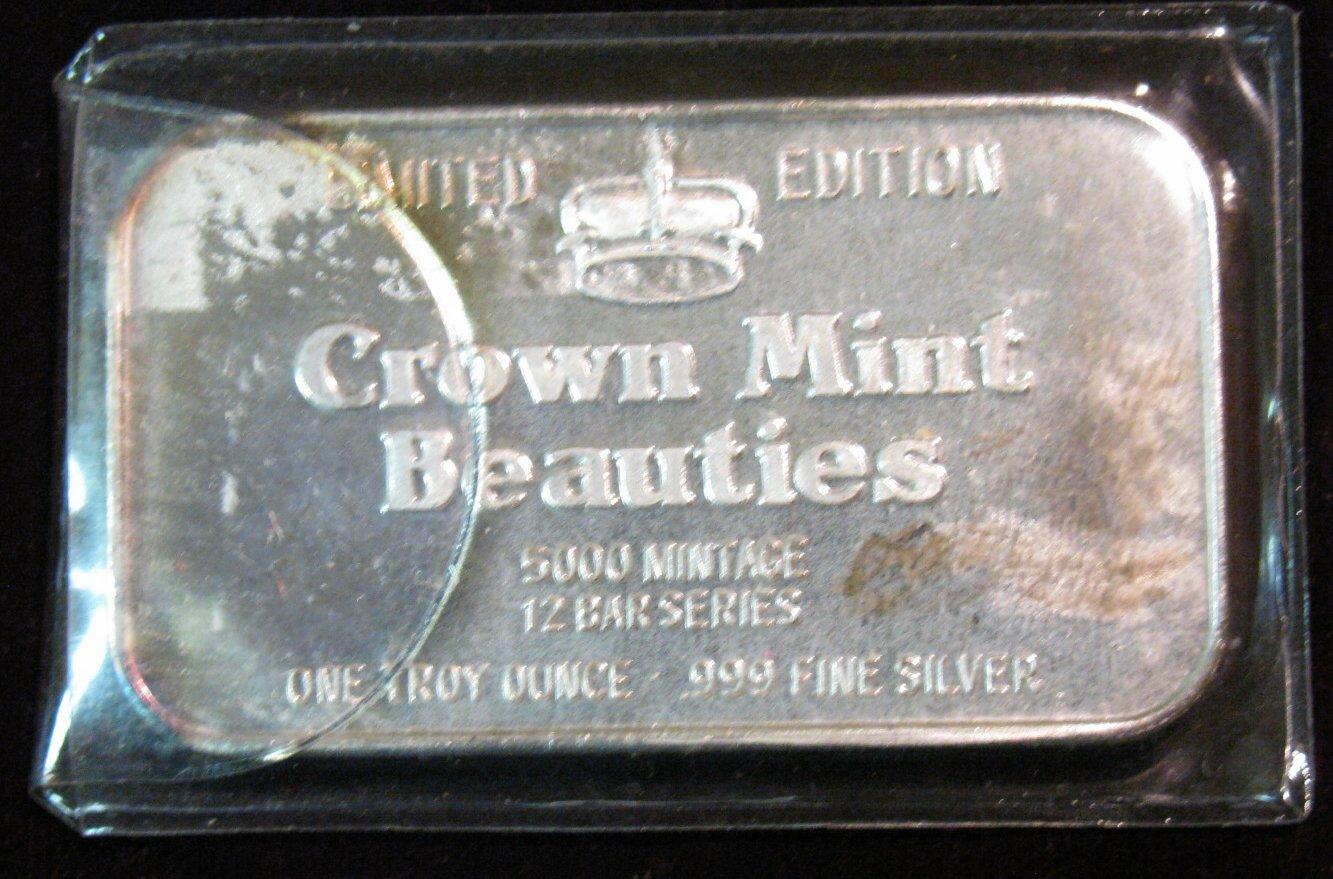 LIMITED EDITION
Crown Mint
Beauties
5000 MINTAGE
12 BAR SERIES
ONE TROY OUNCE · .999 FINE SILVER